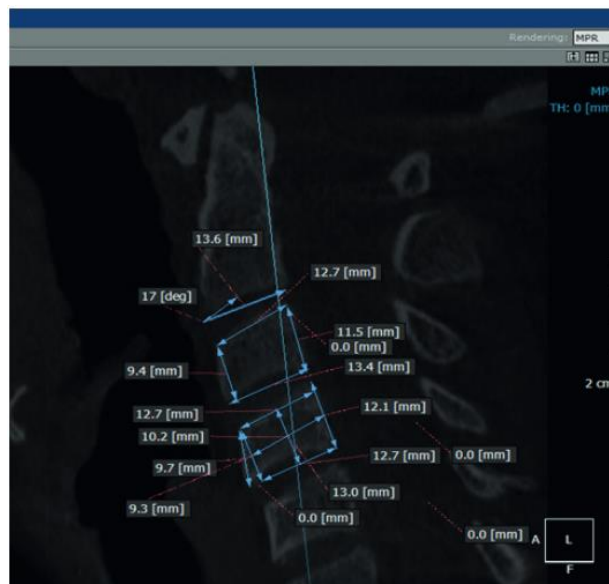 Rendering: MPR
MP
TH: 0 [mm
13.6 [mm]
12.7 [mm]
17 [deg]
11.5 [mm]
0.0 [mm]
9.4 [mm]
13.4 [mm]
2 cm
12.7 [mm]
12.1 [mm]
10.2 [mm]
0.0 [mm]
9.7 [mm]
12.7 [mm]
13.0 [mm]
9.3 [mm]
0.0 [mm]
0.0 [mm]
A L
F